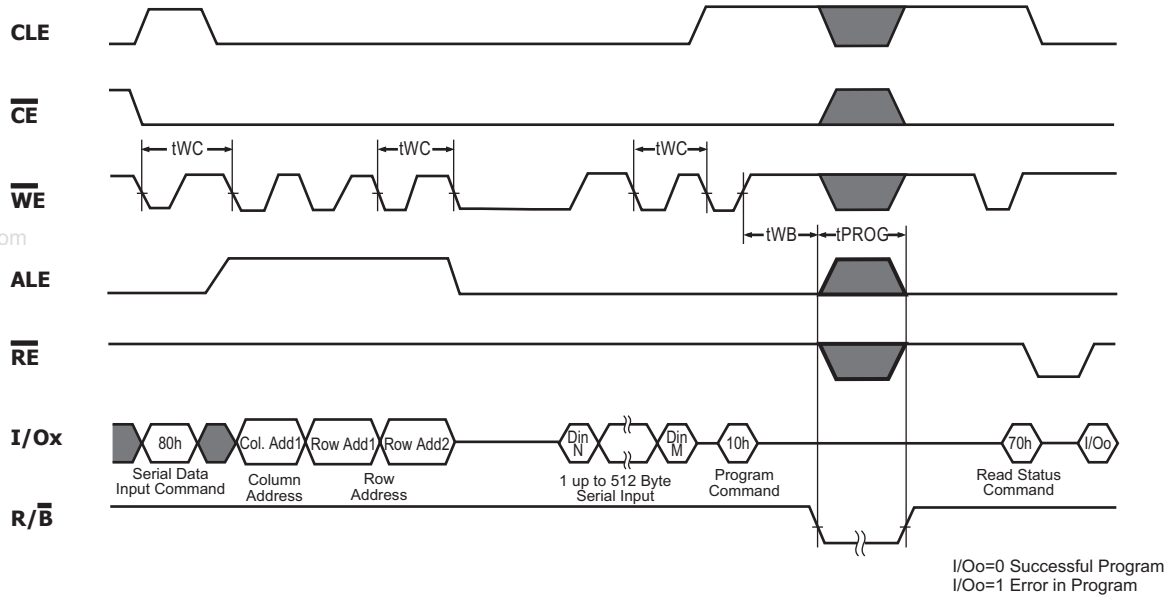 CLE
CE
tWC
tWC
tWC
WE
om
tWB
tPROG
ALE
RE
I/Ox
80h
Col. Add1
Row Add1
Row Add2
Din
N
Din
M
10h
70h
I/Oo
Serial Data
Input Command
Column
Address
Row
Address
1 up to 512 Byte
Serial Input
Program
Command
Read Status
Command
R/B
I/Oo=0 Successful Program
I/Oo=1 Error in Program